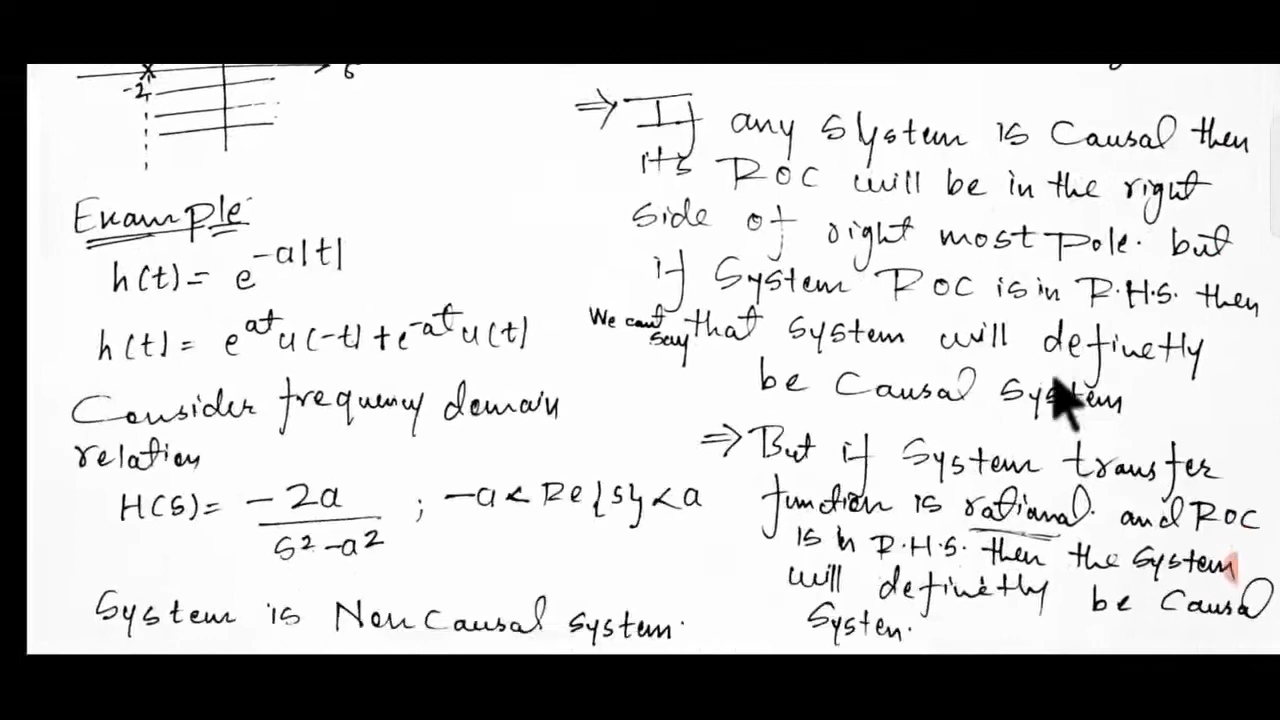 -2
6
Example
h(t) = e^-a|t|
h(t) = e^at u(-t) + e^-at u(t)
Consider frequency domain
relation
H(s) = -2a / s²-a² ; -a < Re{s} < a
System is Non Causal system.
⇒ If any System is Causal then
its ROC will be in the right
side of right most pole. but
if System ROC is in R.H.S. then
We can't say that system will definetly
be Causal System
⇒ But if System transfer
function is rational and ROC
is in R.H.S. then the System
will definetly be Causal
System.